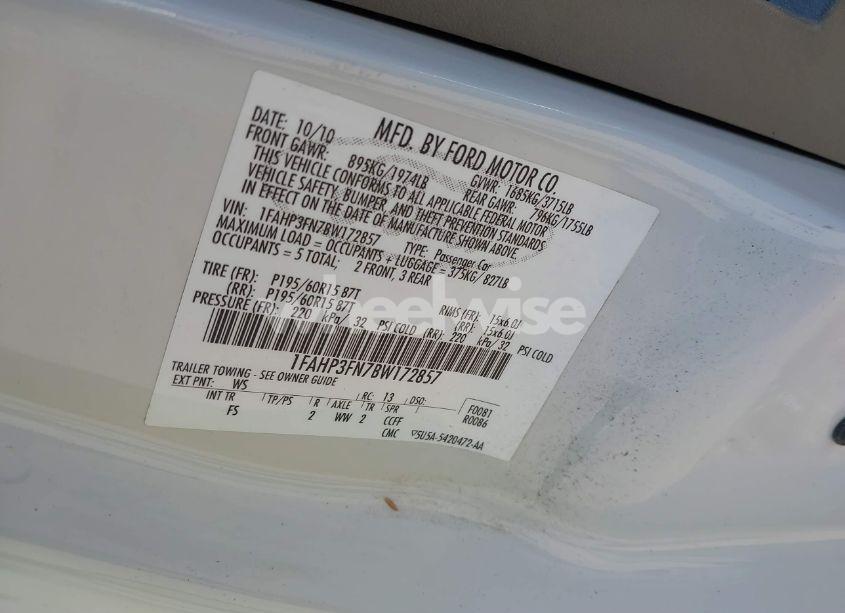 MFD. BY FORD MOTOR CO.
DATE: 10/10 GVWR: 1685KG/3715LB
FRONT GAWR: 895KG/1974LB REAR GAWR: 796KG/1755LB
THIS VEHICLE CONFORMS TO ALL APPLICABLE FEDERAL MOTOR
VEHICLE SAFETY, BUMPER, AND THEFT PREVENTION STANDARDS
IN EFFECT ON THE DATE OF MANUFACTURE SHOWN ABOVE.
VIN: 1FAHP3FN7BW172857 TYPE: Passenger Car
MAXIMUM LOAD = OCCUPANTS + LUGGAGE = 375KG/827LB
OCCUPANTS = 5 TOTAL: 2 FRONT, 3 REAR
TIRE (FR): P195/60R15 87T RIMS (FR): 15x6.0J
(RR): P195/60R15 87T (RR): 15x6.0J
PRESSURE (FR): 220 kPa/ 32 PSI COLD (RR): 220 kPa/ 32 PSI COLD
wheelwise
1FAHP3FN7BW172857
TRAILER TOWING - SEE OWNER GUIDE
EXT PNT: WS RC: 13 DSO: F0081
INT TR TP/PS R AXLE TR SPR R0086
FS 2 WW 2 CCFF
CMC 5U5A-5420472-AA